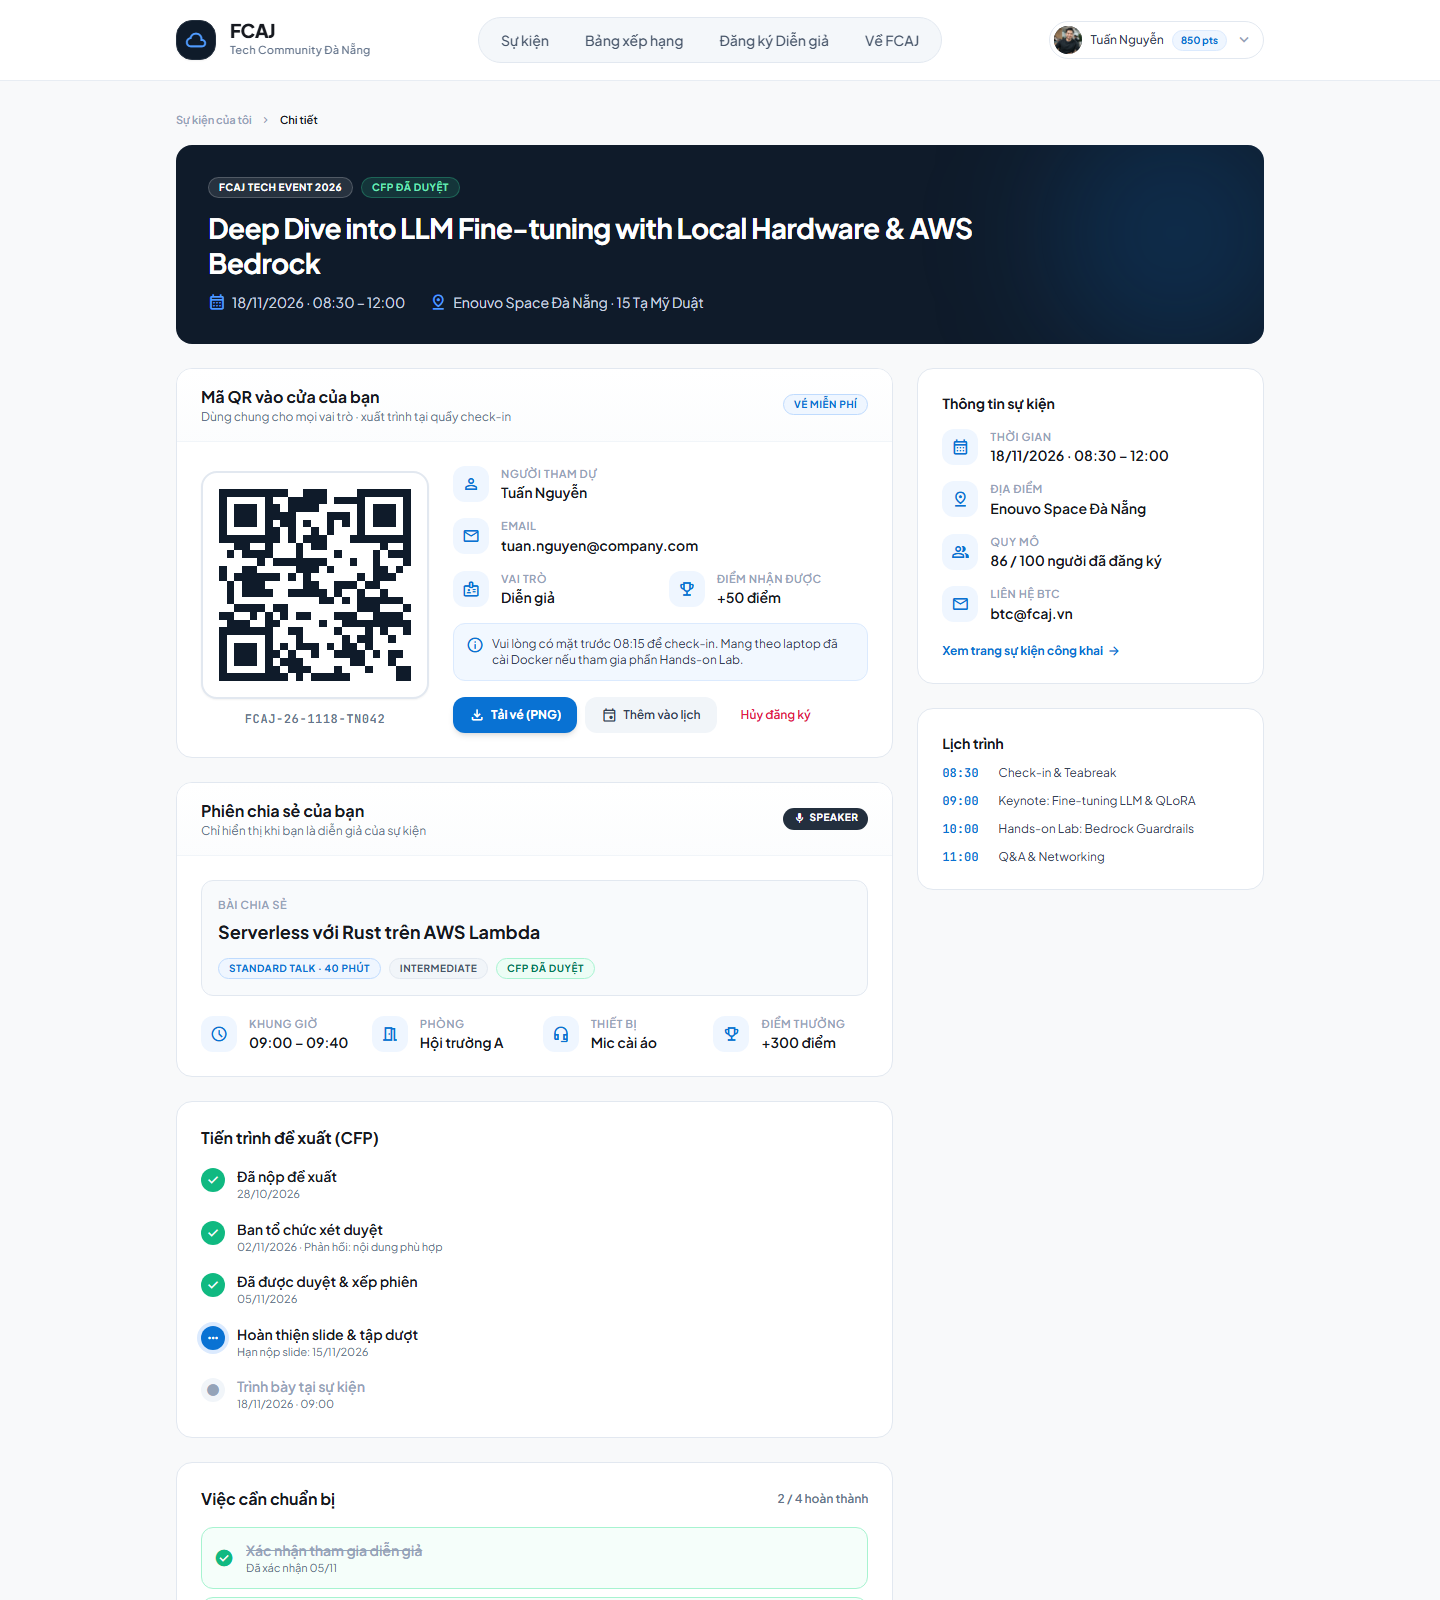 FCAJ
Tech Community Đà Nẵng
Sự kiện
Bảng xếp hạng
Đăng ký Diễn giả
Về FCAJ
Tuấn Nguyễn
850 pts
Sự kiện của tôi
Chi tiết
FCAJ TECH EVENT 2026
CFP ĐÃ DUYỆT
Deep Dive into LLM Fine-tuning with Local Hardware & AWS
Bedrock
18/11/2026 · 08:30 – 12:00
Enouvo Space Đà Nẵng · 15 Tạ Mỹ Duật
Mã QR vào cửa của bạn
Dùng chung cho mọi vai trò · xuất trình tại quầy check-in
VÉ MIỄN PHÍ
FCAJ-26-1118-TN042
NGƯỜI THAM DỰ
Tuấn Nguyễn
EMAIL
tuan.nguyen@company.com
VAI TRÒ
Diễn giả
ĐIỂM NHẬN ĐƯỢC
+50 điểm
Vui lòng có mặt trước 08:15 để check-in. Mang theo laptop đã
cài Docker nếu tham gia phần Hands-on Lab.
Tải vé (PNG)
Thêm vào lịch
Hủy đăng ký
Thông tin sự kiện
THỜI GIAN
18/11/2026 · 08:30 – 12:00
ĐỊA ĐIỂM
Enouvo Space Đà Nẵng
QUY MÔ
86 / 100 người đã đăng ký
LIÊN HỆ BTC
btc@fcaj.vn
Xem trang sự kiện công khai →
Lịch trình
08:30 Check-in & Teabreak
09:00 Keynote: Fine-tuning LLM & QLoRA
10:00 Hands-on Lab: Bedrock Guardrails
11:00 Q&A & Networking
Phiên chia sẻ của bạn
Chỉ hiển thị khi bạn là diễn giả của sự kiện
SPEAKER
BÀI CHIA SẺ
Serverless với Rust trên AWS Lambda
STANDARD TALK · 40 PHÚT
INTERMEDIATE
CFP ĐÃ DUYỆT
KHUNG GIỜ
09:00 – 09:40
PHÒNG
Hội trường A
THIẾT BỊ
Mic cài áo
ĐIỂM THƯỞNG
+300 điểm
Tiến trình đề xuất (CFP)
Đã nộp đề xuất
28/10/2026
Ban tổ chức xét duyệt
02/11/2026 · Phản hồi: nội dung phù hợp
Đã được duyệt & xếp phiên
05/11/2026
Hoàn thiện slide & tập dượt
Hạn nộp slide: 15/11/2026
Trình bày tại sự kiện
18/11/2026 · 09:00
Việc cần chuẩn bị
2 / 4 hoàn thành
Xác nhận tham gia diễn giả
Đã xác nhận 05/11